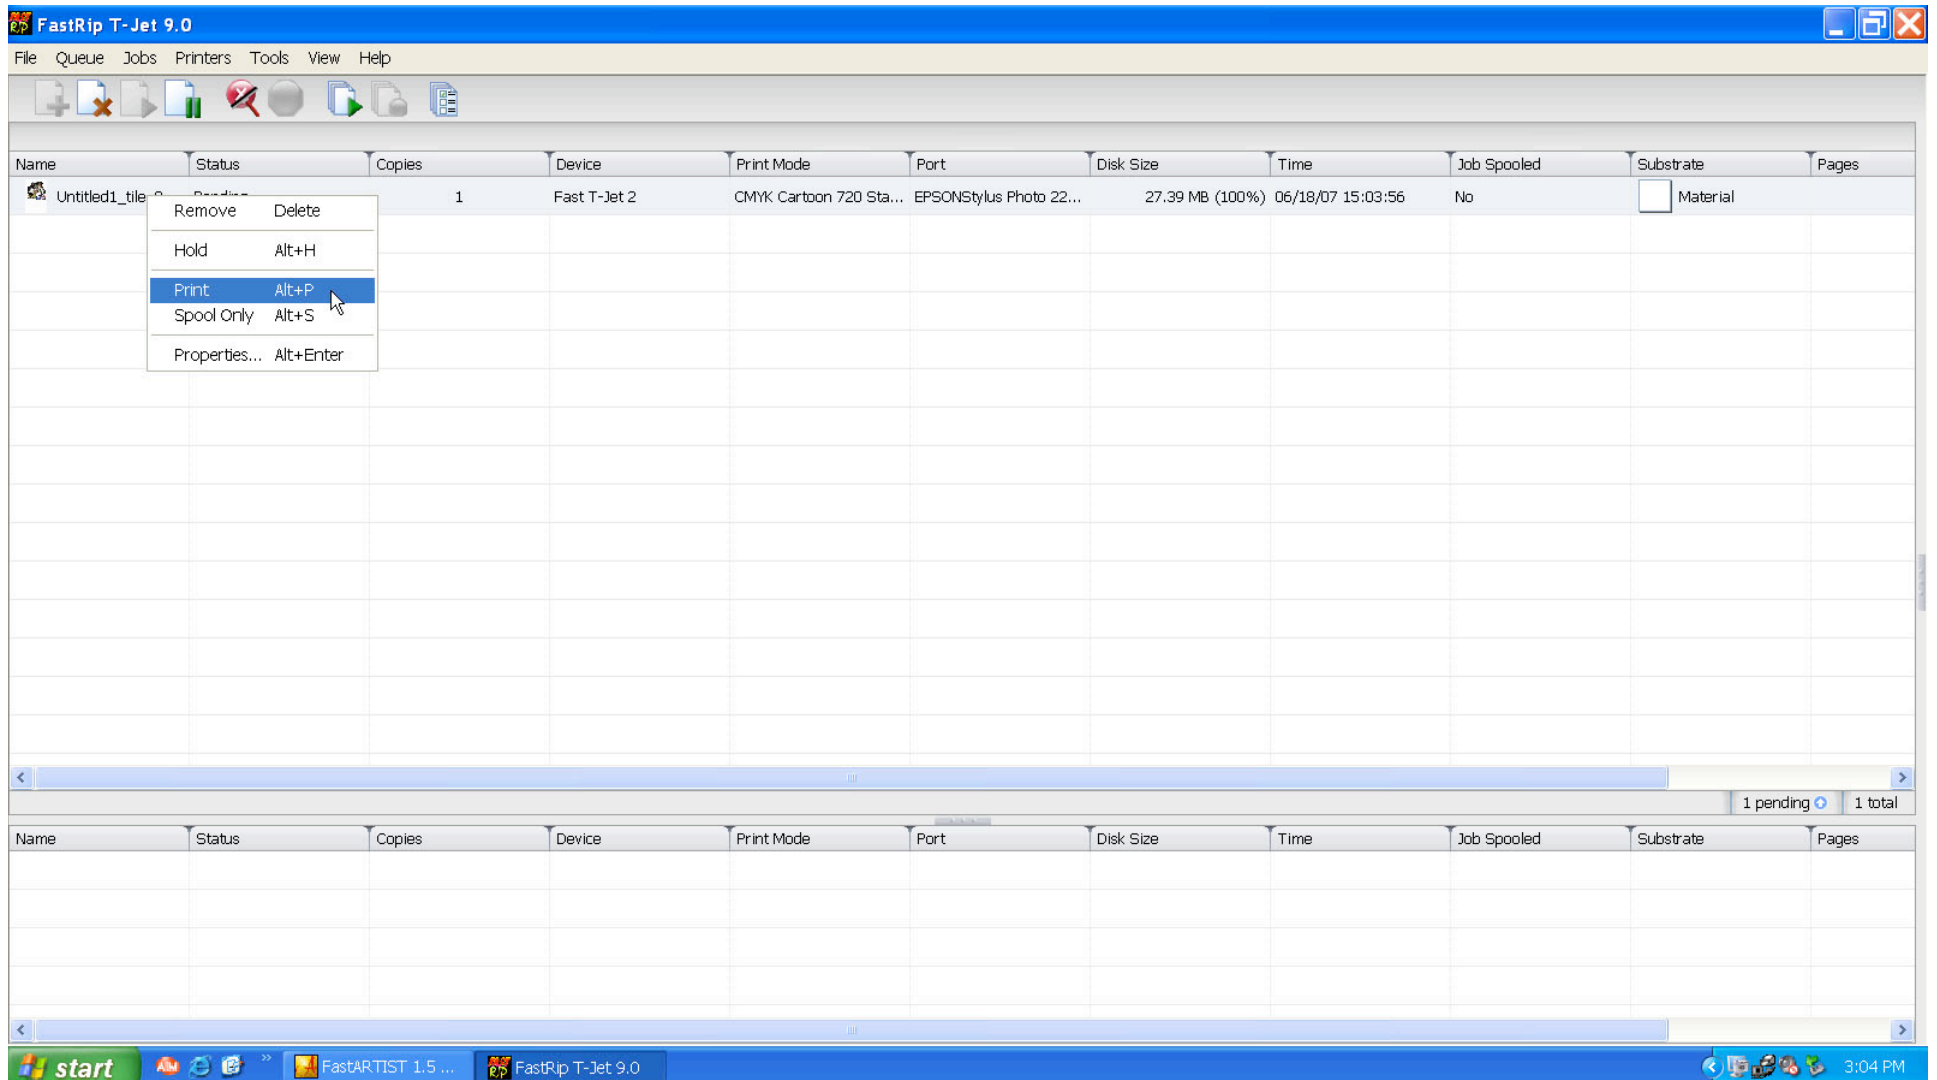 FastRip T-Jet 9.0
File Queue Jobs Printers Tools View Help
Name Status Copies Device Print Mode Port Disk Size Time Job Spooled Substrate Pages
Untitled1_tile_0 Pending 1 Fast T-Jet 2 CMYK Cartoon 720 Sta... EPSONStylus Photo 22... 27.39 MB (100%) 06/18/07 15:03:56 No Material
Remove Delete
Hold Alt+H
Print Alt+P
Spool Only Alt+S
Properties... Alt+Enter
1 pending 1 total
Name Status Copies Device Print Mode Port Disk Size Time Job Spooled Substrate Pages
start FastARTIST 1.5 ... FastRip T-Jet 9.0 3:04 PM